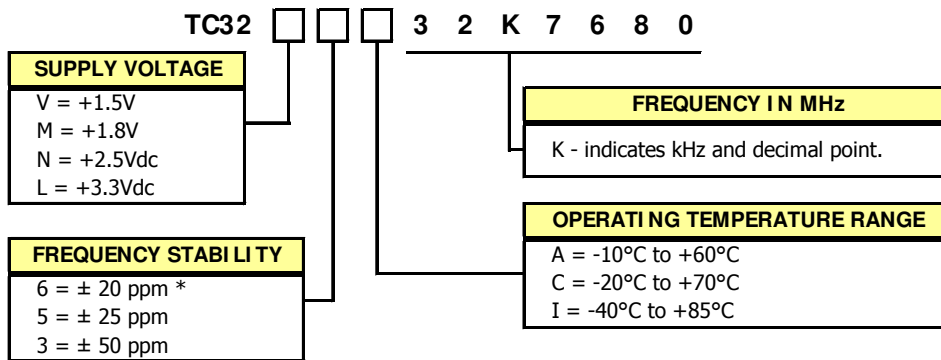 TC32 3 2 K 7 6 8 0
SUPPLY VOLTAGE
V = +1.5V
M = +1.8V
N = +2.5Vdc
L = +3.3Vdc
FREQUENCY IN MHz
K - indicates kHz and decimal point.
OPERATING TEMPERATURE RANGE
A = -10°C to +60°C
C = -20°C to +70°C
I = -40°C to +85°C
FREQUENCY STABILITY
6 = ± 20 ppm *
5 = ± 25 ppm
3 = ± 50 ppm